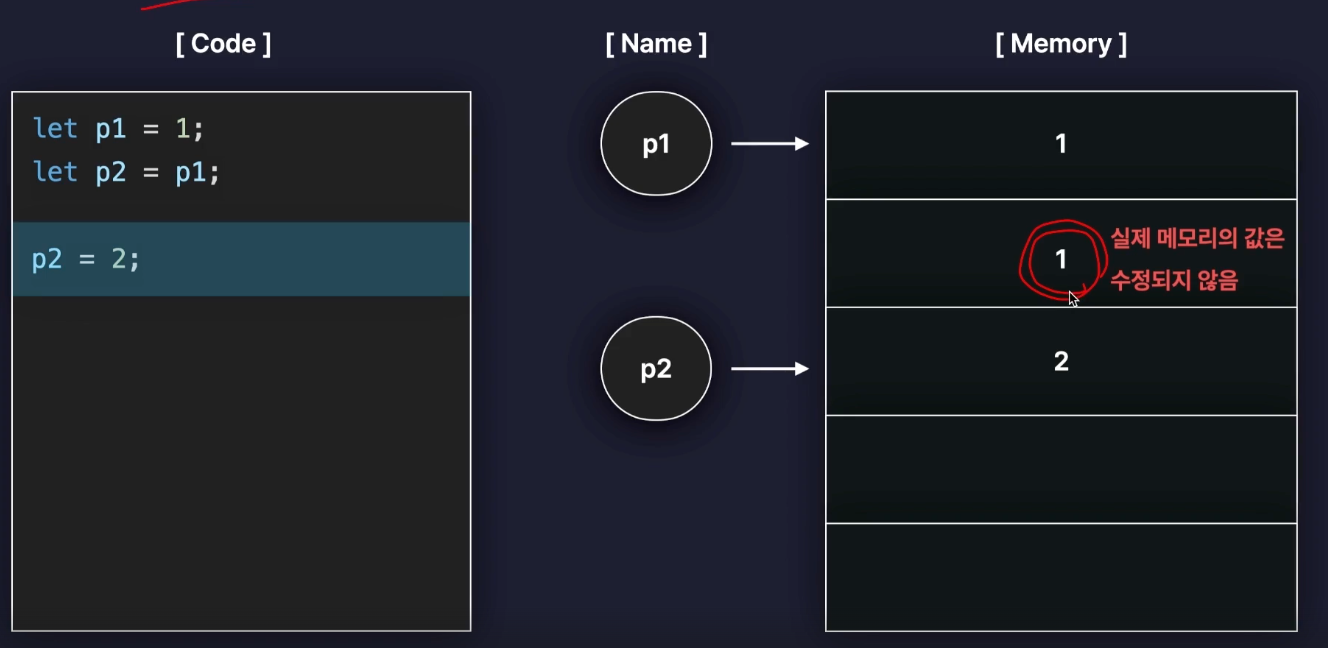 [ Code ]
[ Name ]
[ Memory ]
let p1 = 1;
let p2 = p1;
p2 = 2;
p1
p2
1
1
실제 메모리의 값은
수정되지 않음
2